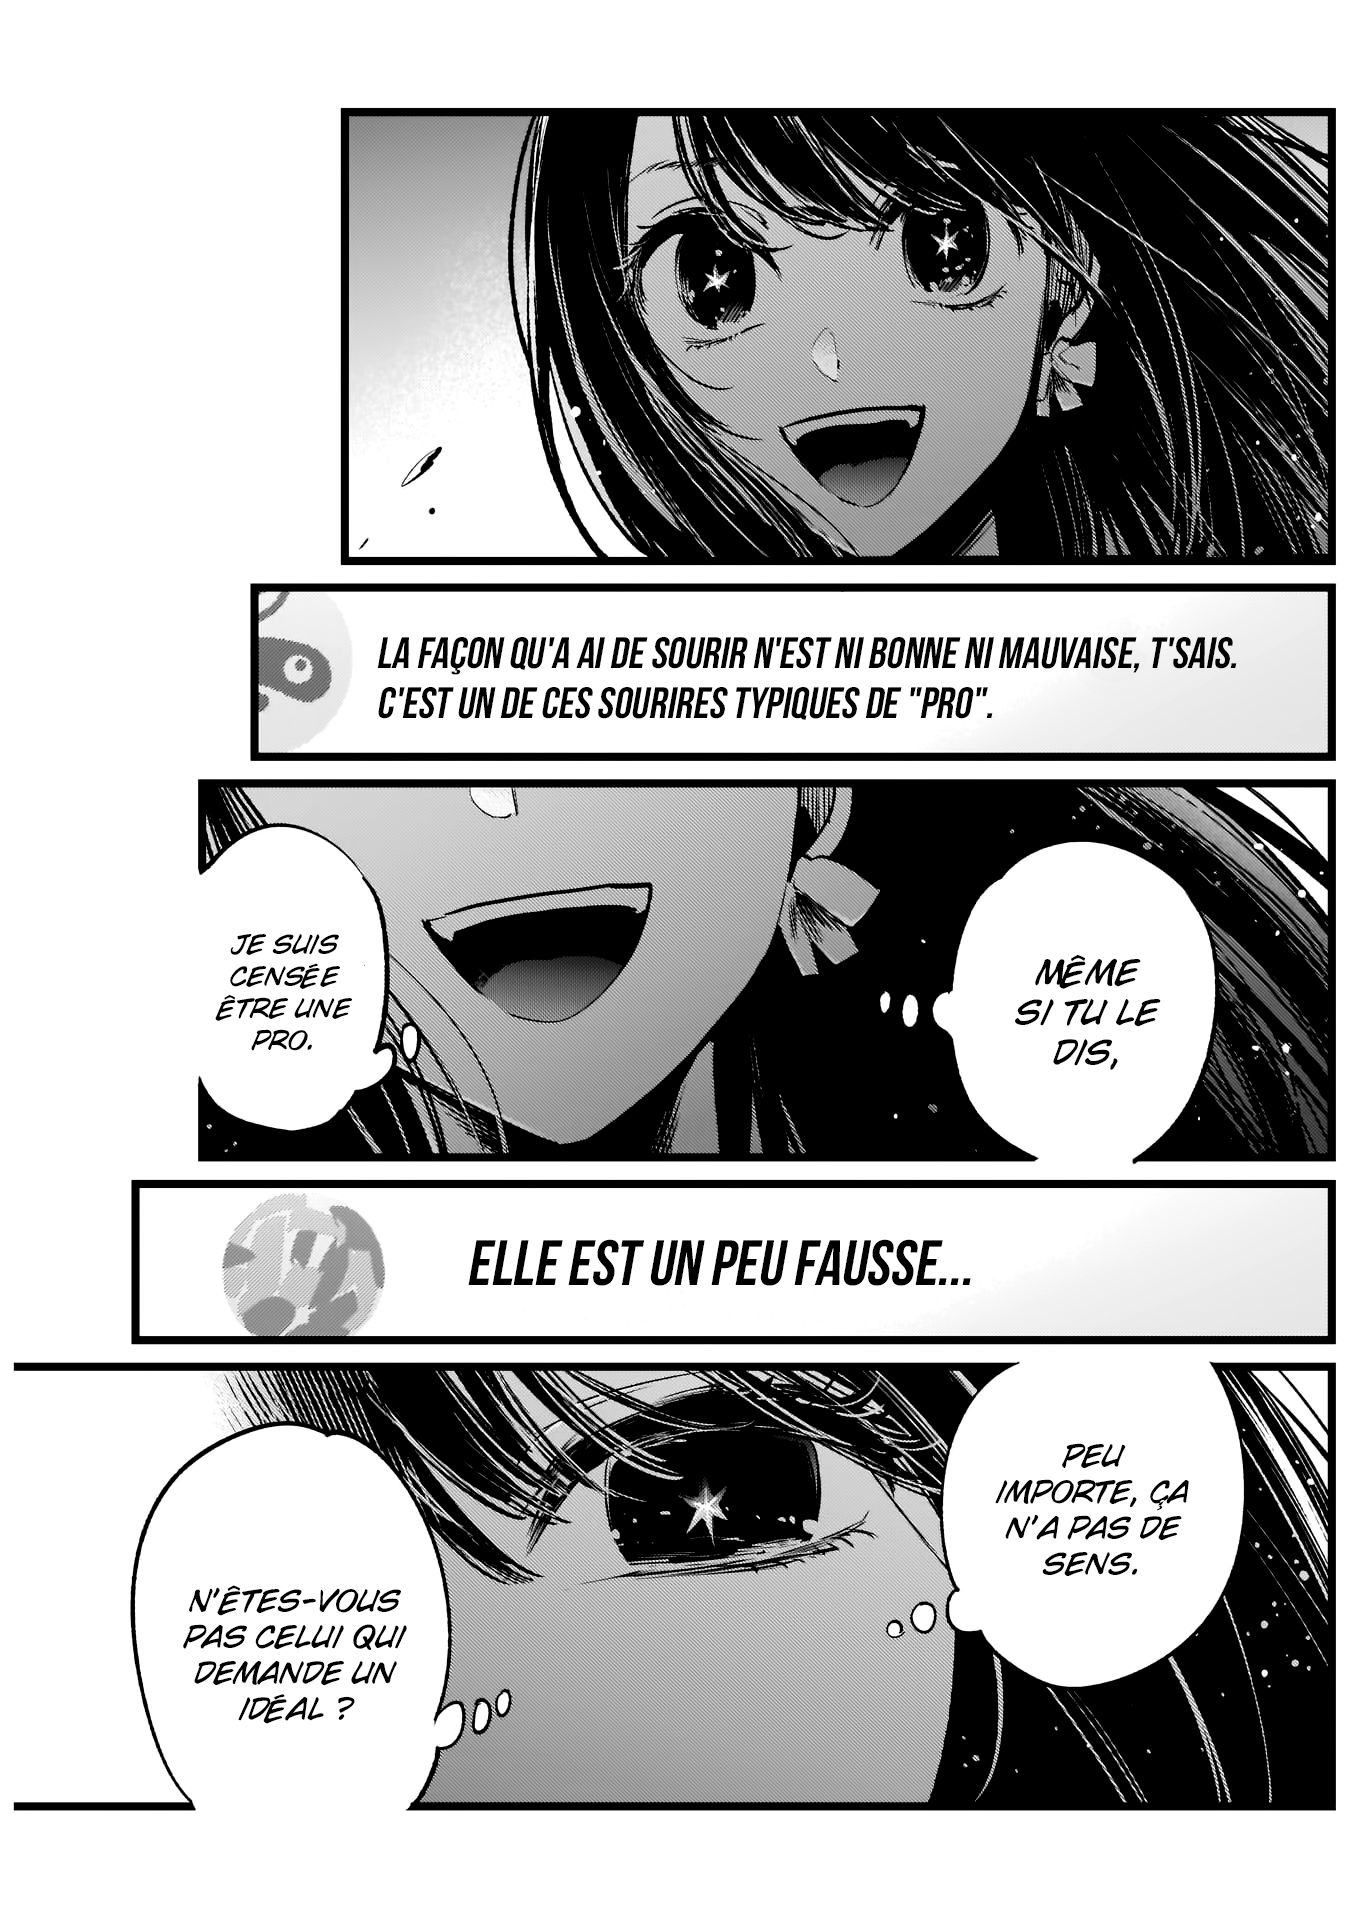 LA FAÇON QU'A AI DE SOURIR N'EST NI BONNE NI MAUVAISE, T'SAIS.
C'EST UN DE CES SOURIRES TYPIQUES DE "PRO".
MÊME
SI TU LE
DIS,
JE SUIS
CENSÉE
ÊTRE UNE
PRO.
ELLE EST UN PEU FAUSSE...
PEU
IMPORTE, ÇA
N'A PAS DE
SENS.
N'ÊTES-VOUS
PAS CELUI QUI
DEMANDE UN
IDÉAL ?